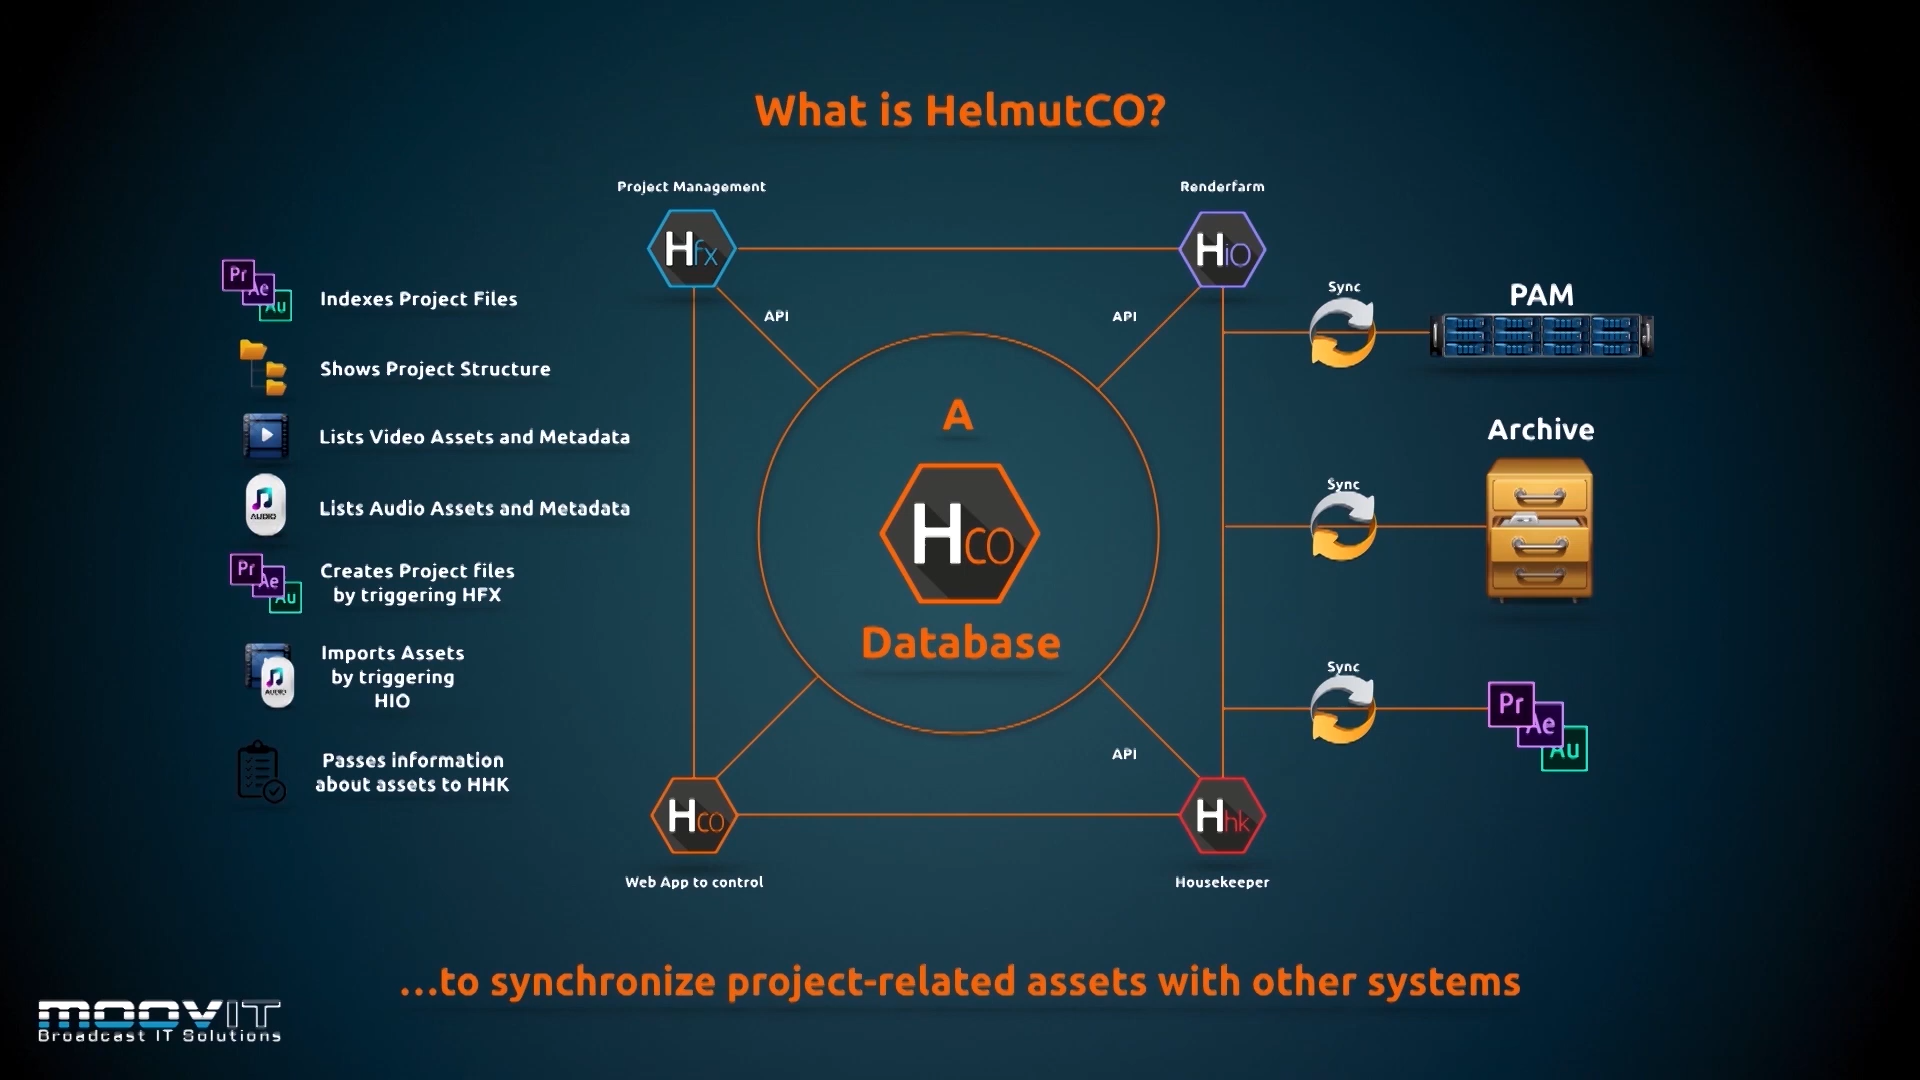 What is HelmutCO?
Project Management
Renderfarm
Hfx
HiO
Pr
Ae
Au
Indexes Project Files
Shows Project Structure
Lists Video Assets and Metadata
AUDIO
Lists Audio Assets and Metadata
Pr
Ae
Au
Creates Project files
by triggering HFX
AUDIO
Imports Assets
by triggering
HIO
Passes information
about assets to HHK
API
API
A
Hco
Database
API
Hco
Hhk
Web App to control
Housekeeper
Sync
PAM
Sync
Archive
Sync
Pr
Ae
Au
...to synchronize project-related assets with other systems
MOOVIT
Broadcast IT Solutions